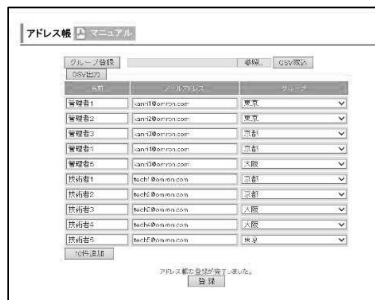 アドレス帳 マニュアル
グループ登録 参照... CSV取込
CSV出力
名前 メールアドレス グループ
管理者1 kanri1@omron.com 東京
管理者2 kanri2@omron.com 東京
管理者3 kanri3@omron.com 京都
管理者4 kanri4@omron.com 京都
管理者5 kanri5@omron.com 大阪
技術者1 tech1@omron.com 京都
技術者2 tech2@omron.com 京都
技術者3 tech3@omron.com 大阪
技術者4 tech4@omron.com 大阪
技術者5 tech5@omron.com 東京
10件追加
アドレス帳の登録が完了しました。
登録